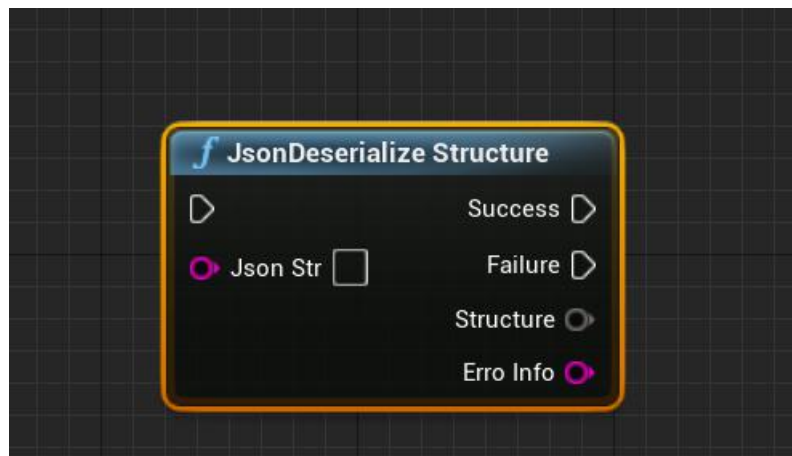 f JsonDeserialize Structure
Success
Json Str
Failure
Structure
Erro Info